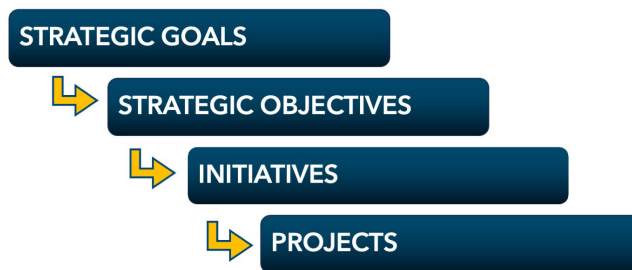 STRATEGIC GOALS
STRATEGIC OBJECTIVES
INITIATIVES
PROJECTS